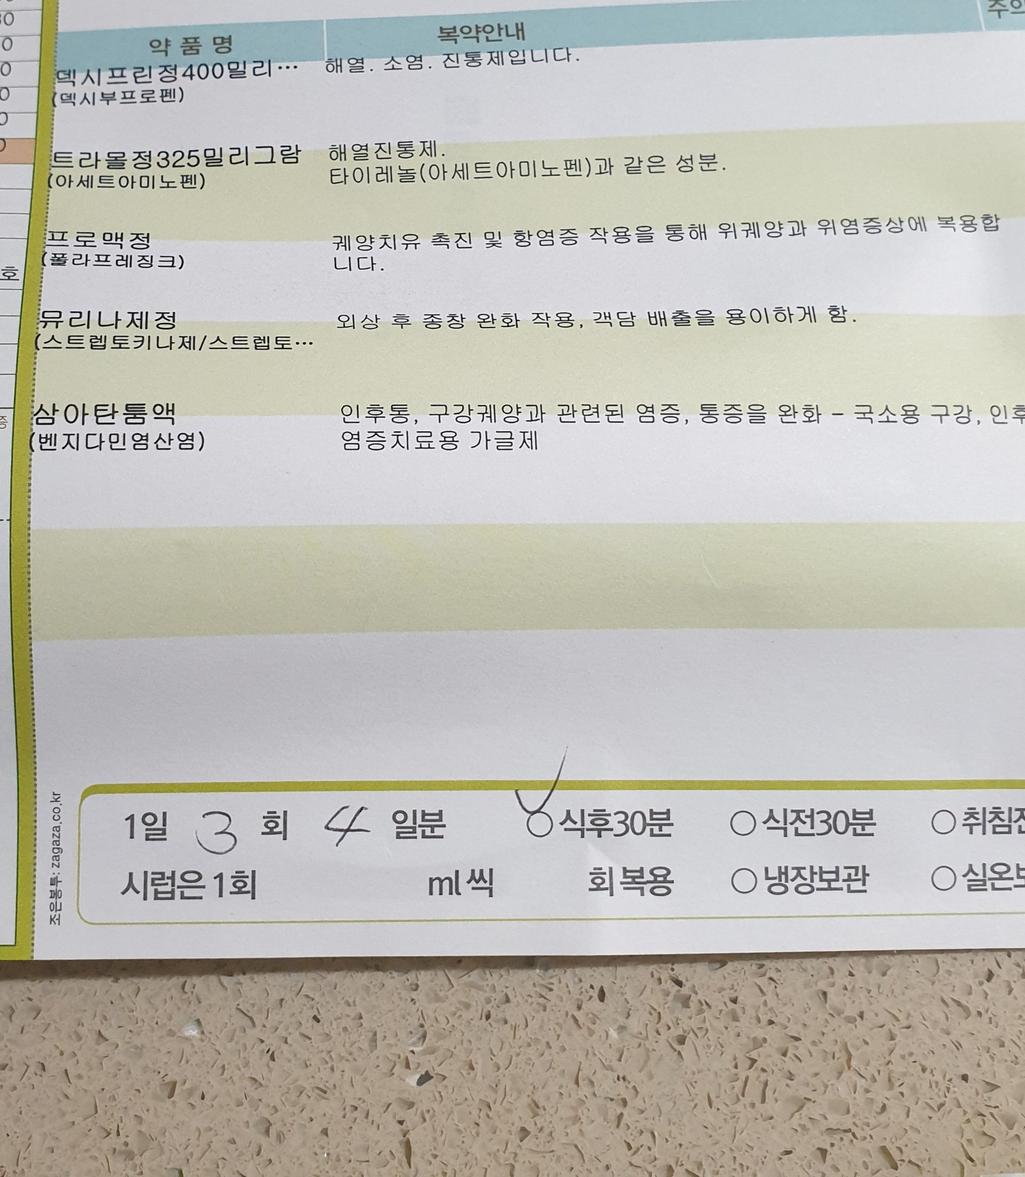 약 품 명 복약안내 주의
덱시프린정400밀리… 해열. 소염. 진통제입니다.
(덱시부프로펜)
트라몰정325밀리그람 해열진통제.
(아세트아미노펜) 타이레놀(아세트아미노펜)과 같은 성분.
프로맥정 궤양치유 촉진 및 항염증 작용을 통해 위궤양과 위염증상에 복용합
(폴라프레징크) 니다.
뮤리나제정 외상 후 종창 완화 작용, 객담 배출을 용이하게 함.
(스트렙토키나제/스트렙토…
삼아탄툼액 인후통, 구강궤양과 관련된 염증, 통증을 완화 – 국소용 구강, 인후
(벤지다민염산염) 염증치료용 가글제
1일 3 회 4 일분 식후30분 식전30분 취침전
시럽은 1회 ml 씩 회 복용 냉장보관 실온보
조은봉투: zagaza.co.kr
호